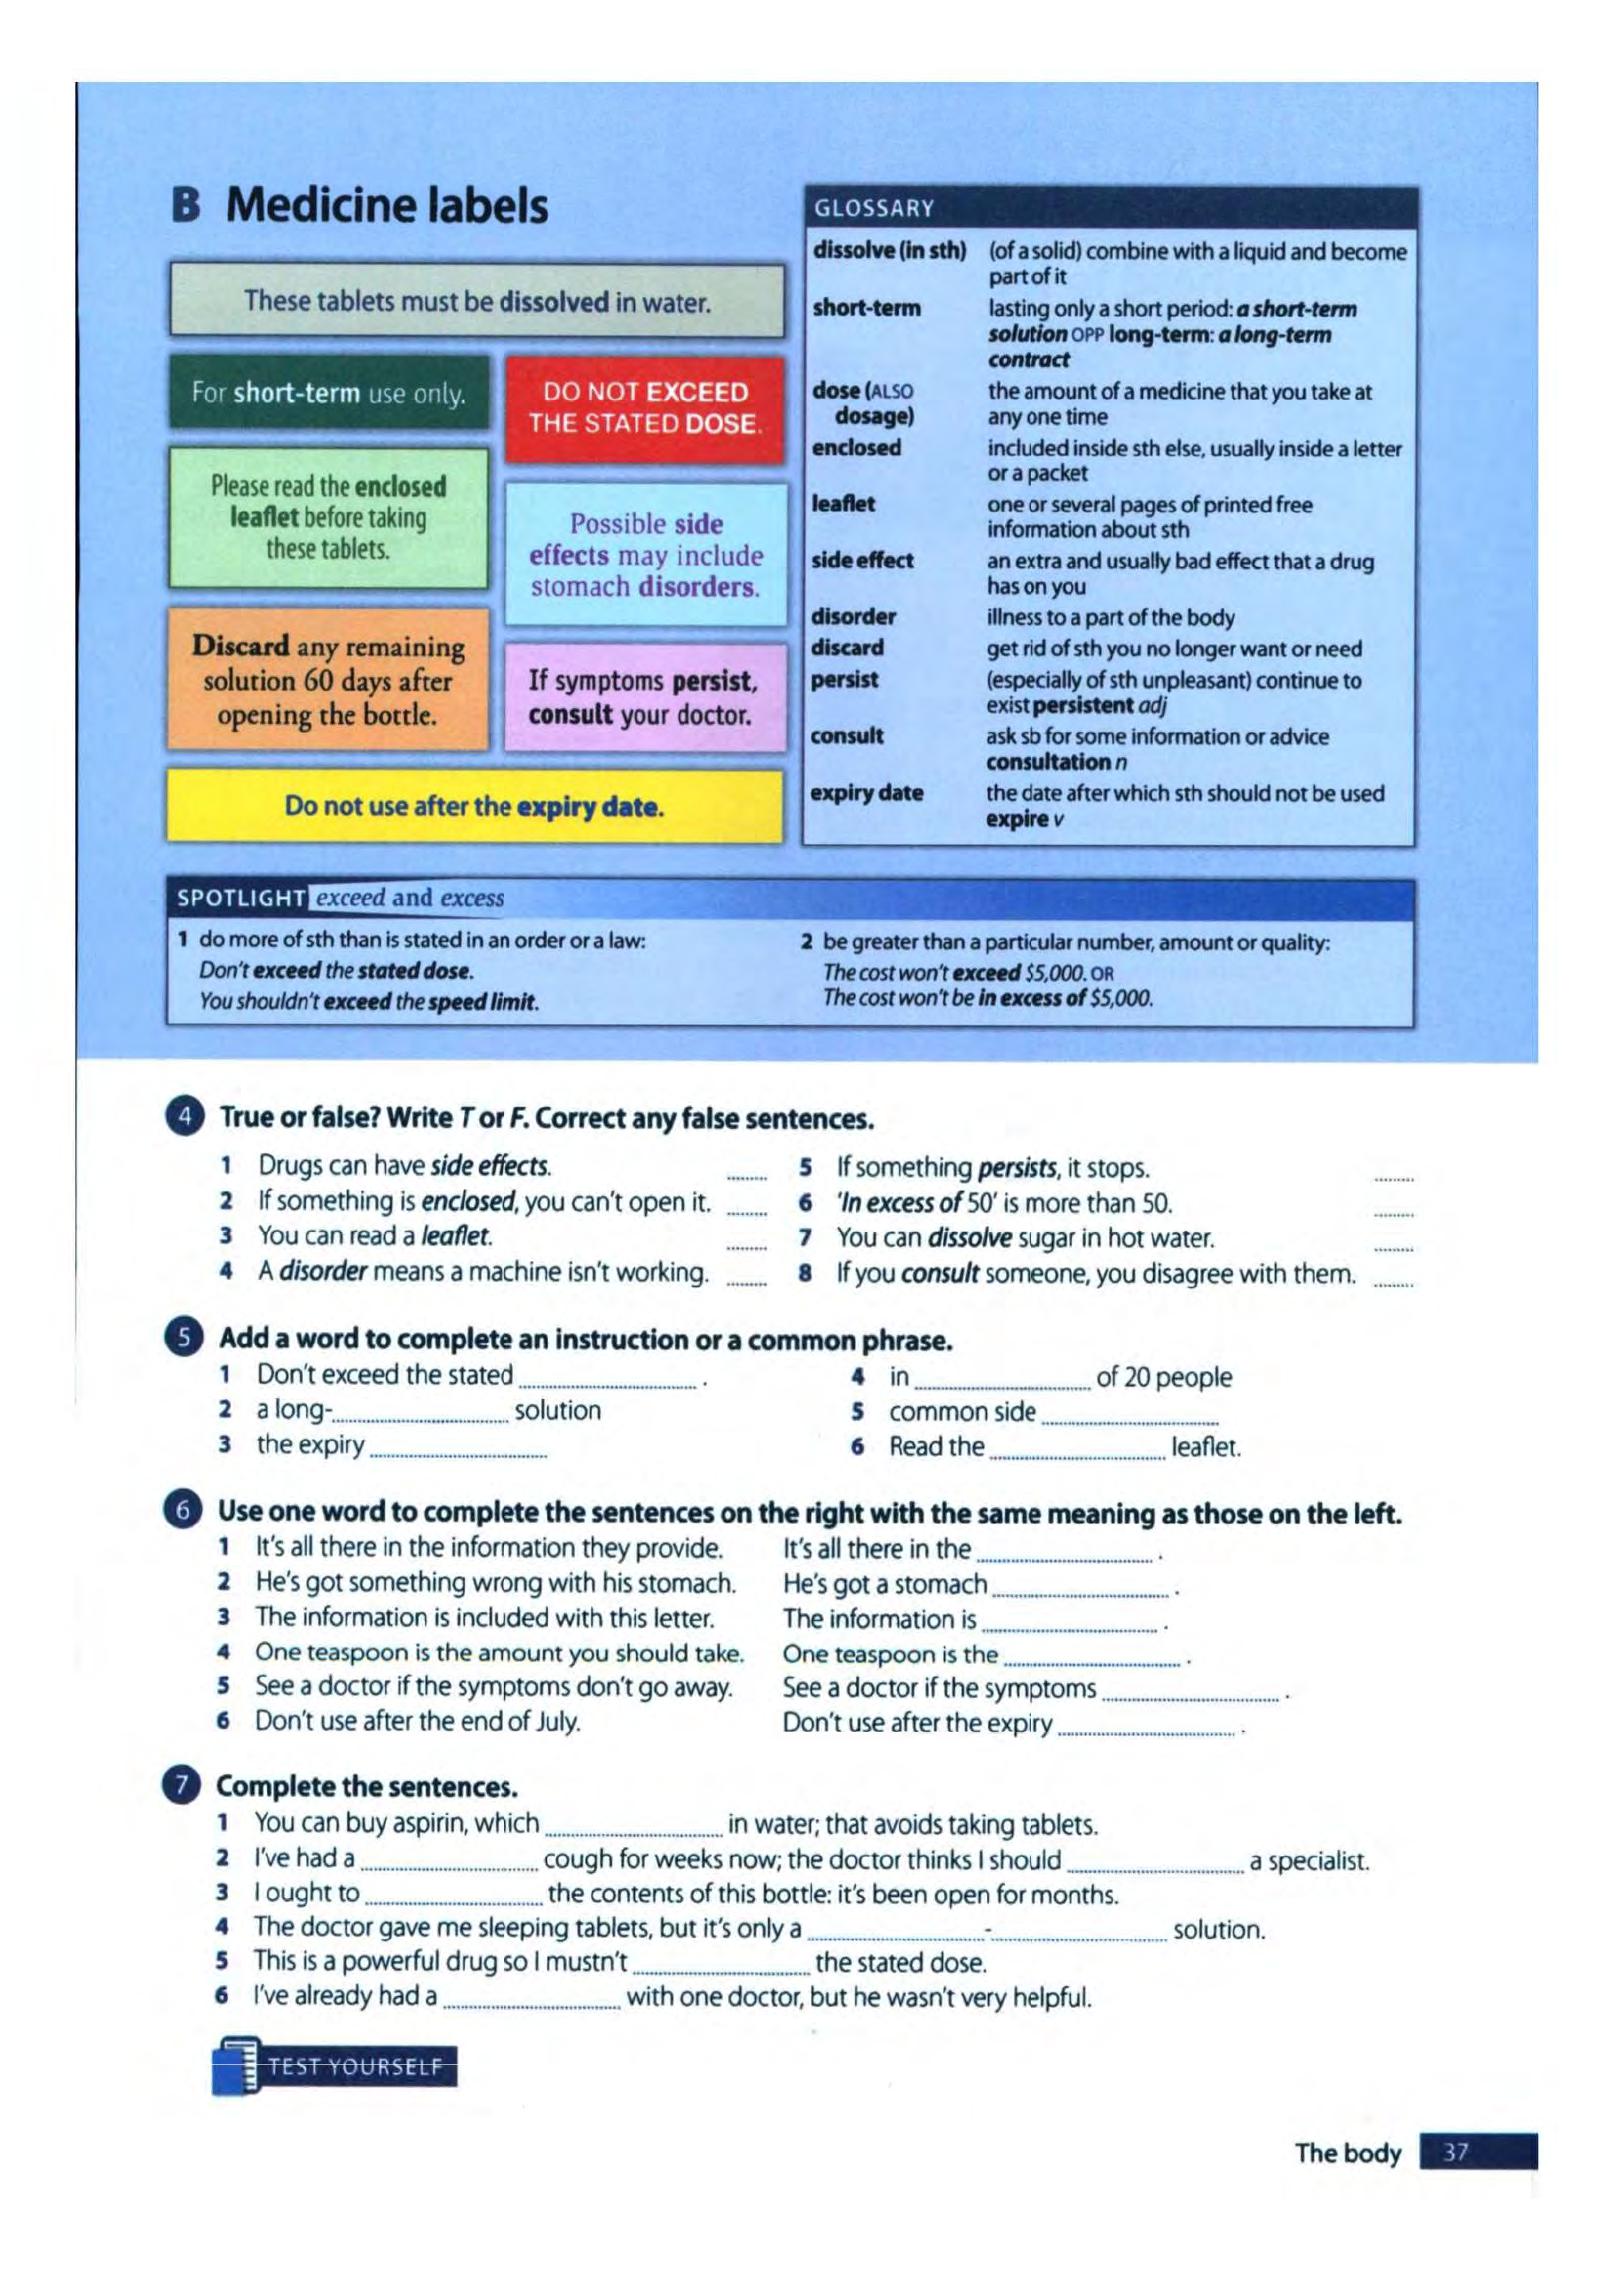 B Medicine labels
These tablets must be dissolved in water.
For short-term use only.
DO NOT EXCEED
THE STATED DOSE.
Please read the enclosed
leaflet before taking
these tablets.
Possible side
effects may include
stomach disorders.
Discard any remaining
solution 60 days after
opening the bottle.
If symptoms persist,
consult your doctor.
Do not use after the expiry date.
GLOSSARY
dissolve (in sth) (of a solid) combine with a liquid and become
part of it
short-term lasting only a short period: a short-term
solution OPP long-term: a long-term
contract
dose (ALSO the amount of a medicine that you take at
dosage) any one time
enclosed included inside sth else, usually inside a letter
or a packet
leaflet one or several pages of printed free
information about sth
side effect an extra and usually bad effect that a drug
has on you
disorder illness to a part of the body
discard get rid of sth you no longer want or need
persist (especially of sth unpleasant) continue to
exist persistent adj
consult ask sb for some information or advice
consultation n
expiry date the date after which sth should not be used
expire v
SPOTLIGHT exceed and excess
1 do more of sth than is stated in an order or a law:
Don't exceed the stated dose.
You shouldn't exceed the speed limit.
2 be greater than a particular number, amount or quality:
The cost won't exceed $5,000. OR
The cost won't be in excess of $5,000.
4 True or false? Write T or F. Correct any false sentences.
1 Drugs can have side effects. ........
2 If something is enclosed, you can't open it. ........
3 You can read a leaflet. ........
4 A disorder means a machine isn't working. ........
5 If something persists, it stops. ........
6 'In excess of 50' is more than 50. ........
7 You can dissolve sugar in hot water. ........
8 If you consult someone, you disagree with them. ........
5 Add a word to complete an instruction or a common phrase.
1 Don't exceed the stated ........ .
2 a long-........ solution
3 the expiry ........
4 in ........ of 20 people
5 common side ........
6 Read the ........ leaflet.
6 Use one word to complete the sentences on the right with the same meaning as those on the left.
1 It's all there in the information they provide. It's all there in the ........ .
2 He's got something wrong with his stomach. He's got a stomach ........ .
3 The information is included with this letter. The information is ........ .
4 One teaspoon is the amount you should take. One teaspoon is the ........ .
5 See a doctor if the symptoms don't go away. See a doctor if the symptoms ........ .
6 Don't use after the end of July. Don't use after the expiry ........ .
7 Complete the sentences.
1 You can buy aspirin, which ........ in water; that avoids taking tablets.
2 I've had a ........ cough for weeks now; the doctor thinks I should ........ a specialist.
3 I ought to ........ the contents of this bottle: it's been open for months.
4 The doctor gave me sleeping tablets, but it's only a ........-........ solution.
5 This is a powerful drug so I mustn't ........ the stated dose.
6 I've already had a ........ with one doctor, but he wasn't very helpful.
TEST YOURSELF
The body 37